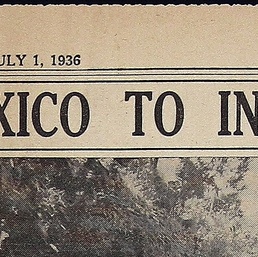 ULY 1, 1936
XICO TO IN